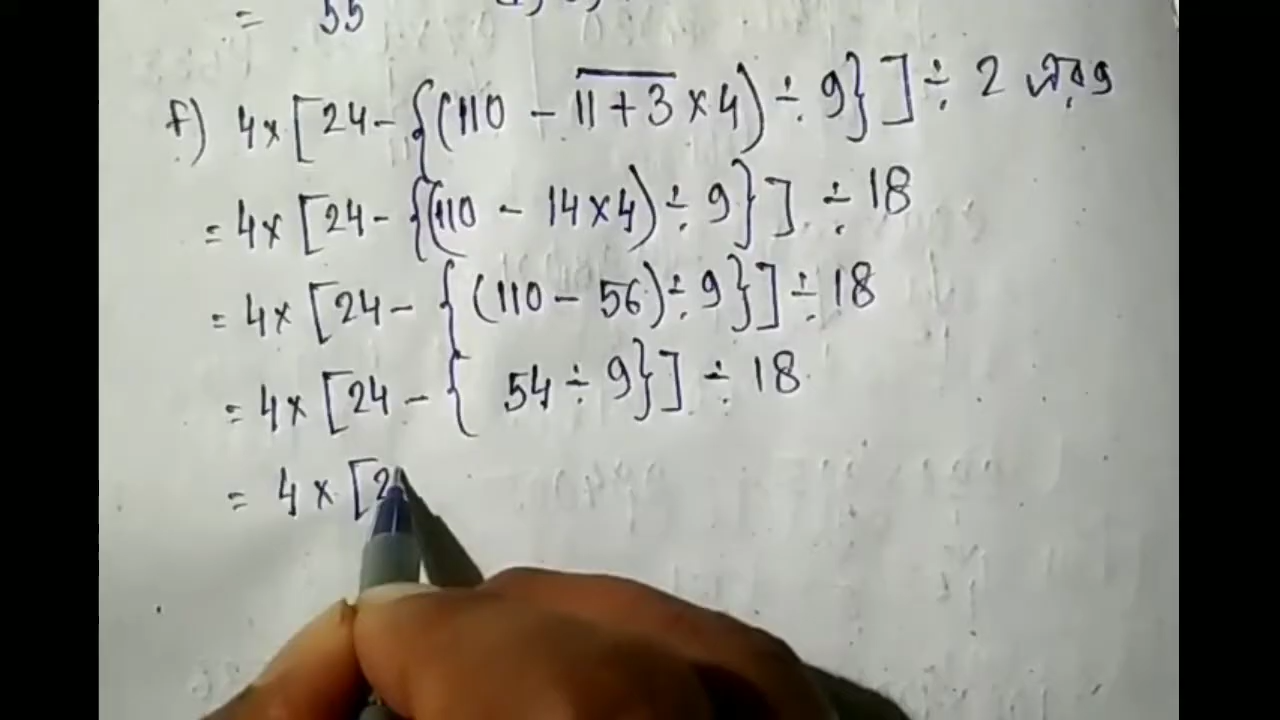 = 55
f) 4 × [ 24 - { (110 - 11 + 3 × 4) ÷ 9 } ] ÷ 2 এর 9
= 4 × [ 24 - { (110 - 14 × 4) ÷ 9 } ] ÷ 18
= 4 × [ 24 - { (110 - 56) ÷ 9 } ] ÷ 18
= 4 × [ 24 - { 54 ÷ 9 } ] ÷ 18
= 4 × [ 2